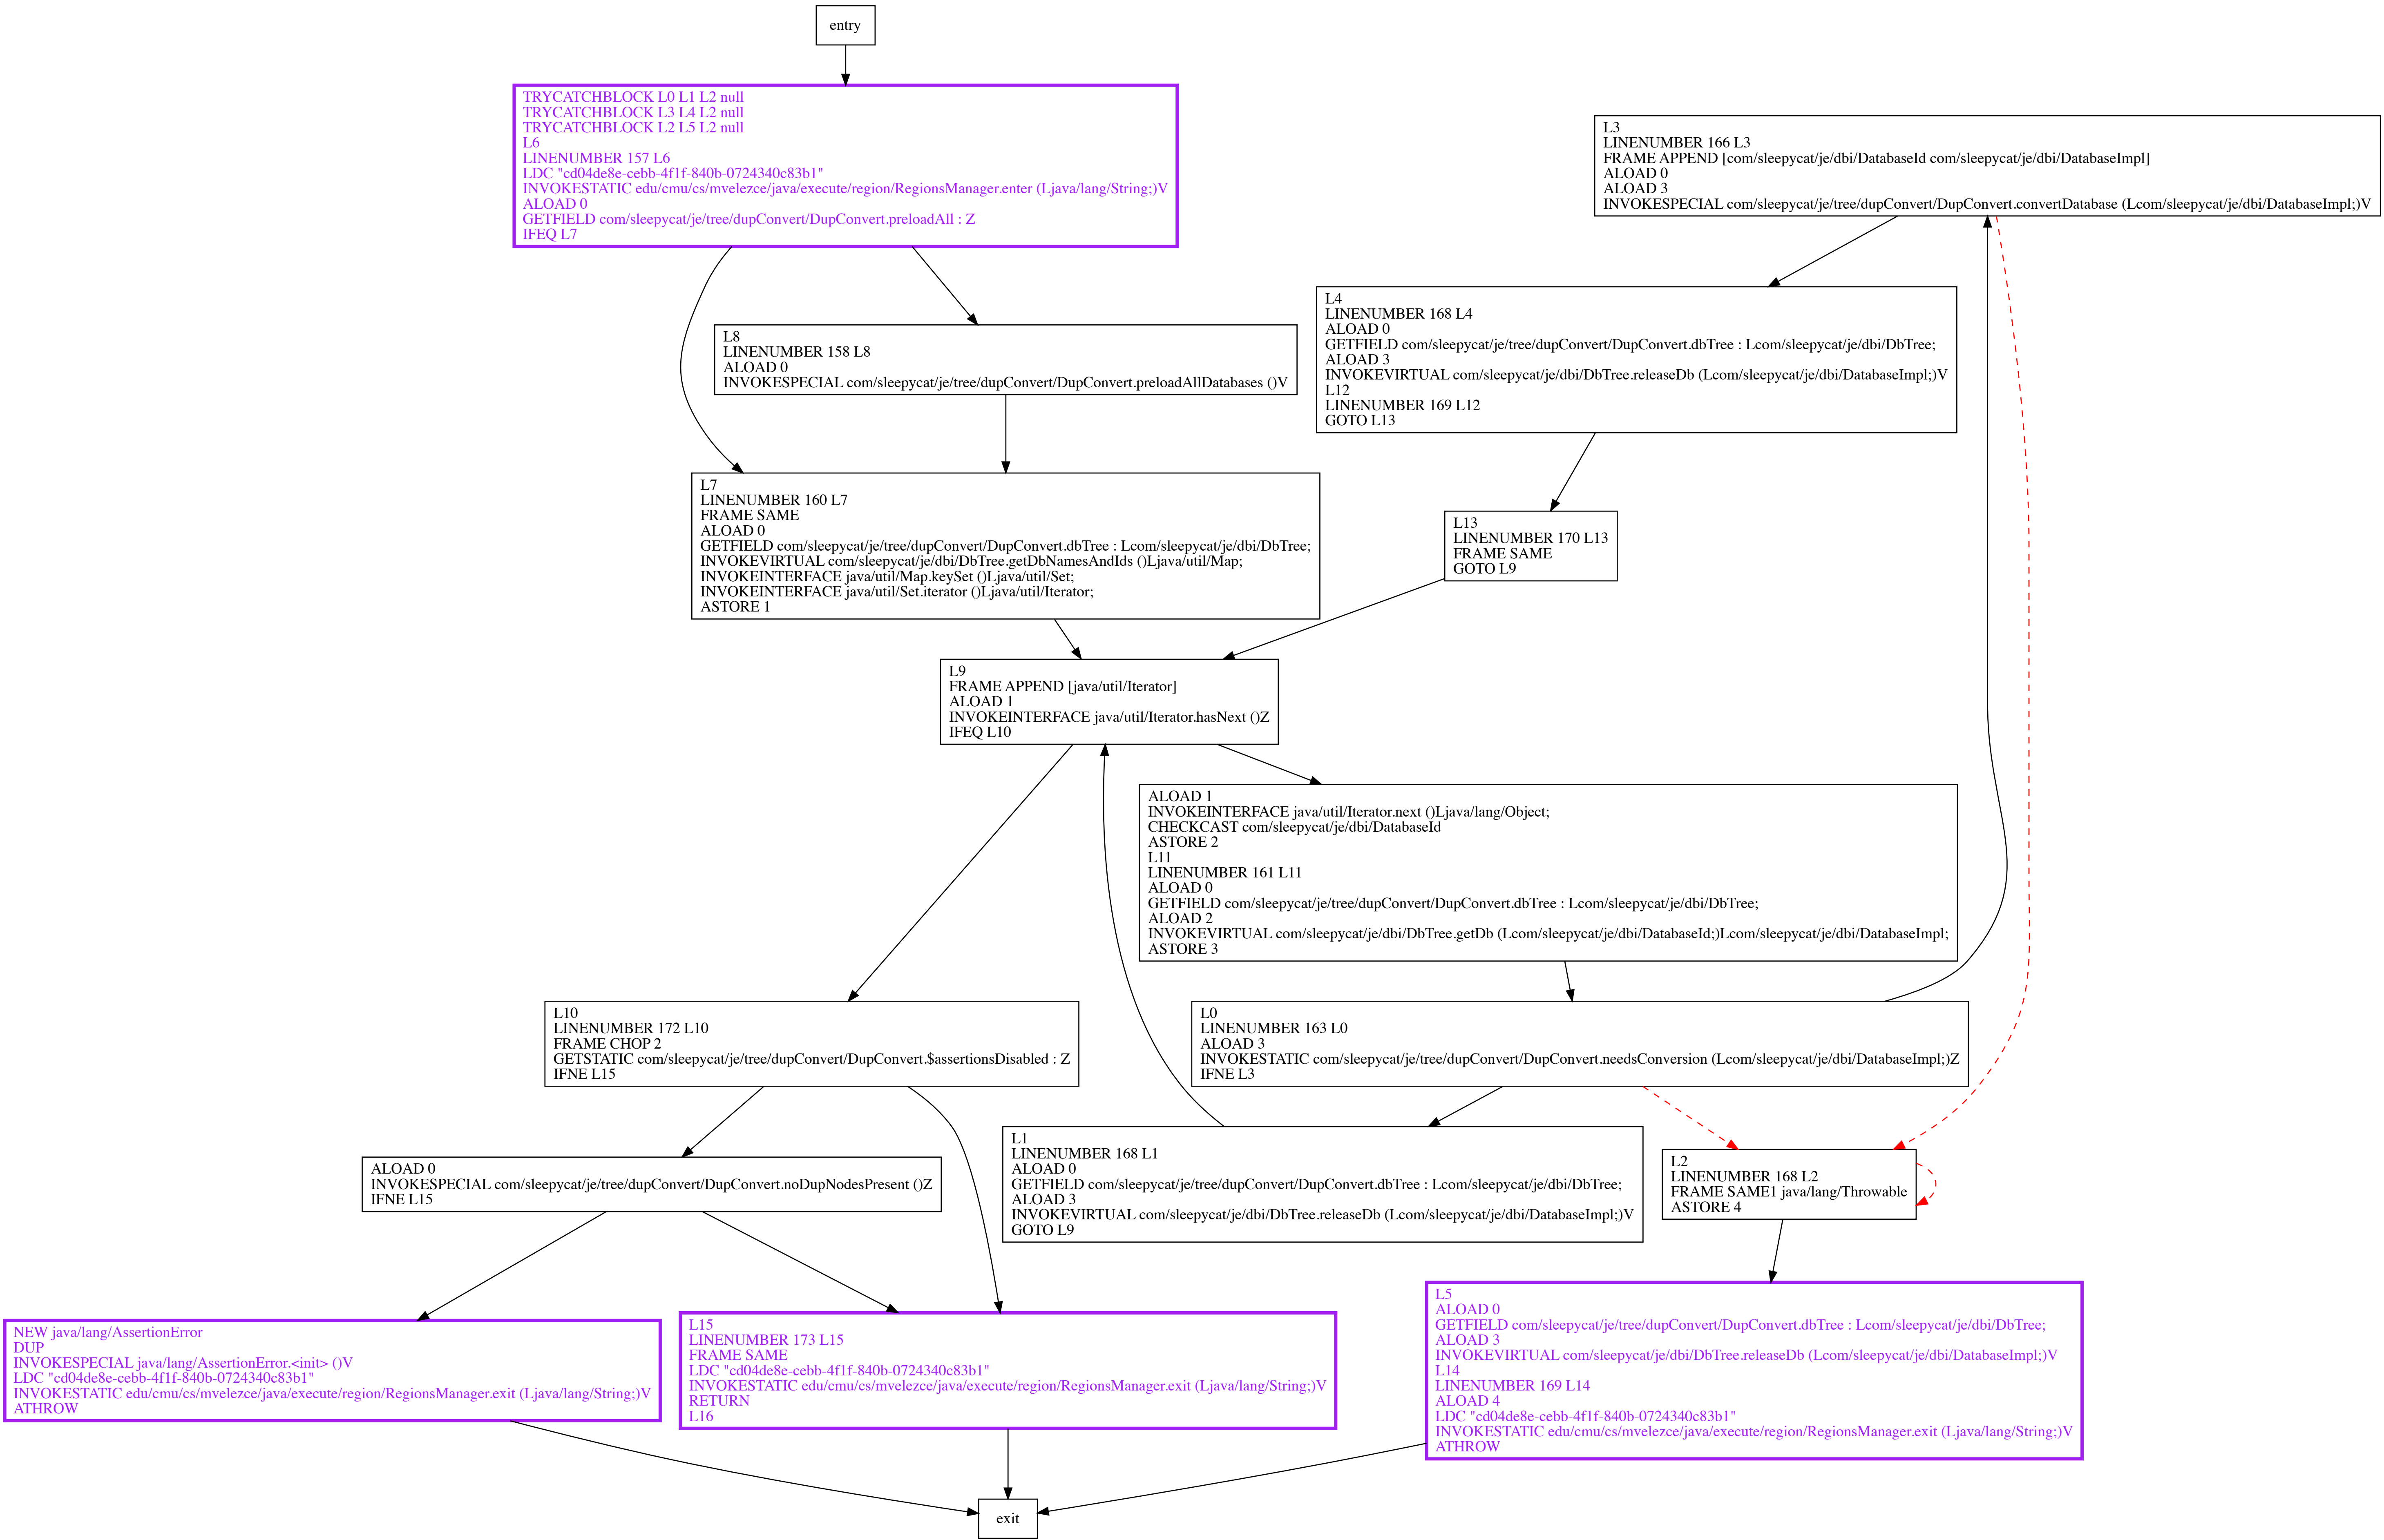 entry
TRYCATCHBLOCK L0 L1 L2 null
TRYCATCHBLOCK L3 L4 L2 null
TRYCATCHBLOCK L2 L5 L2 null
L6
LINENUMBER 157 L6
LDC "cd04de8e-cebb-4f1f-840b-0724340c83b1"
INVOKESTATIC edu/cmu/cs/mvelezce/java/execute/region/RegionsManager.enter (Ljava/lang/String;)V
ALOAD 0
GETFIELD com/sleepycat/je/tree/dupConvert/DupConvert.preloadAll : Z
IFEQ L7
L3
LINENUMBER 166 L3
FRAME APPEND [com/sleepycat/je/dbi/DatabaseId com/sleepycat/je/dbi/DatabaseImpl]
ALOAD 0
ALOAD 3
INVOKESPECIAL com/sleepycat/je/tree/dupConvert/DupConvert.convertDatabase (Lcom/sleepycat/je/dbi/DatabaseImpl;)V
L8
LINENUMBER 158 L8
ALOAD 0
INVOKESPECIAL com/sleepycat/je/tree/dupConvert/DupConvert.preloadAllDatabases ()V
L4
LINENUMBER 168 L4
ALOAD 0
GETFIELD com/sleepycat/je/tree/dupConvert/DupConvert.dbTree : Lcom/sleepycat/je/dbi/DbTree;
ALOAD 3
INVOKEVIRTUAL com/sleepycat/je/dbi/DbTree.releaseDb (Lcom/sleepycat/je/dbi/DatabaseImpl;)V
L12
LINENUMBER 169 L12
GOTO L13
L7
LINENUMBER 160 L7
FRAME SAME
ALOAD 0
GETFIELD com/sleepycat/je/tree/dupConvert/DupConvert.dbTree : Lcom/sleepycat/je/dbi/DbTree;
INVOKEVIRTUAL com/sleepycat/je/dbi/DbTree.getDbNamesAndIds ()Ljava/util/Map;
INVOKEINTERFACE java/util/Map.keySet ()Ljava/util/Set;
INVOKEINTERFACE java/util/Set.iterator ()Ljava/util/Iterator;
ASTORE 1
L13
LINENUMBER 170 L13
FRAME SAME
GOTO L9
L9
FRAME APPEND [java/util/Iterator]
ALOAD 1
INVOKEINTERFACE java/util/Iterator.hasNext ()Z
IFEQ L10
ALOAD 1
INVOKEINTERFACE java/util/Iterator.next ()Ljava/lang/Object;
CHECKCAST com/sleepycat/je/dbi/DatabaseId
ASTORE 2
L11
LINENUMBER 161 L11
ALOAD 0
GETFIELD com/sleepycat/je/tree/dupConvert/DupConvert.dbTree : Lcom/sleepycat/je/dbi/DbTree;
ALOAD 2
INVOKEVIRTUAL com/sleepycat/je/dbi/DbTree.getDb (Lcom/sleepycat/je/dbi/DatabaseId;)Lcom/sleepycat/je/dbi/DatabaseImpl;
ASTORE 3
L10
LINENUMBER 172 L10
FRAME CHOP 2
GETSTATIC com/sleepycat/je/tree/dupConvert/DupConvert.$assertionsDisabled : Z
IFNE L15
L0
LINENUMBER 163 L0
ALOAD 3
INVOKESTATIC com/sleepycat/je/tree/dupConvert/DupConvert.needsConversion (Lcom/sleepycat/je/dbi/DatabaseImpl;)Z
IFNE L3
ALOAD 0
INVOKESPECIAL com/sleepycat/je/tree/dupConvert/DupConvert.noDupNodesPresent ()Z
IFNE L15
L1
LINENUMBER 168 L1
ALOAD 0
GETFIELD com/sleepycat/je/tree/dupConvert/DupConvert.dbTree : Lcom/sleepycat/je/dbi/DbTree;
ALOAD 3
INVOKEVIRTUAL com/sleepycat/je/dbi/DbTree.releaseDb (Lcom/sleepycat/je/dbi/DatabaseImpl;)V
GOTO L9
L2
LINENUMBER 168 L2
FRAME SAME1 java/lang/Throwable
ASTORE 4
NEW java/lang/AssertionError
DUP
INVOKESPECIAL java/lang/AssertionError.<init> ()V
LDC "cd04de8e-cebb-4f1f-840b-0724340c83b1"
INVOKESTATIC edu/cmu/cs/mvelezce/java/execute/region/RegionsManager.exit (Ljava/lang/String;)V
ATHROW
L15
LINENUMBER 173 L15
FRAME SAME
LDC "cd04de8e-cebb-4f1f-840b-0724340c83b1"
INVOKESTATIC edu/cmu/cs/mvelezce/java/execute/region/RegionsManager.exit (Ljava/lang/String;)V
RETURN
L16
L5
ALOAD 0
GETFIELD com/sleepycat/je/tree/dupConvert/DupConvert.dbTree : Lcom/sleepycat/je/dbi/DbTree;
ALOAD 3
INVOKEVIRTUAL com/sleepycat/je/dbi/DbTree.releaseDb (Lcom/sleepycat/je/dbi/DatabaseImpl;)V
L14
LINENUMBER 169 L14
ALOAD 4
LDC "cd04de8e-cebb-4f1f-840b-0724340c83b1"
INVOKESTATIC edu/cmu/cs/mvelezce/java/execute/region/RegionsManager.exit (Ljava/lang/String;)V
ATHROW
exit